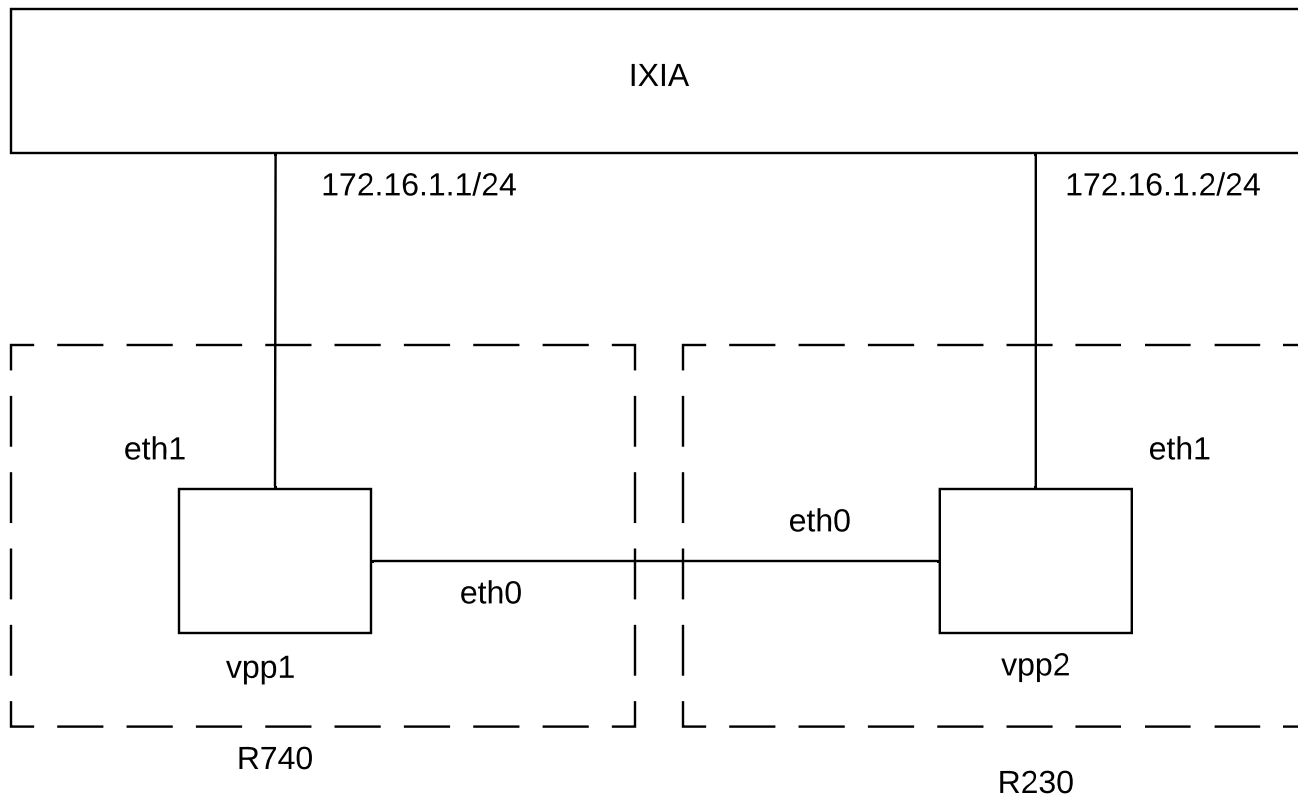 IXIA
172.16.1.1/24
172.16.1.2/24
eth1
eth1
eth0
eth0
vpp1
vpp2
R740
R230